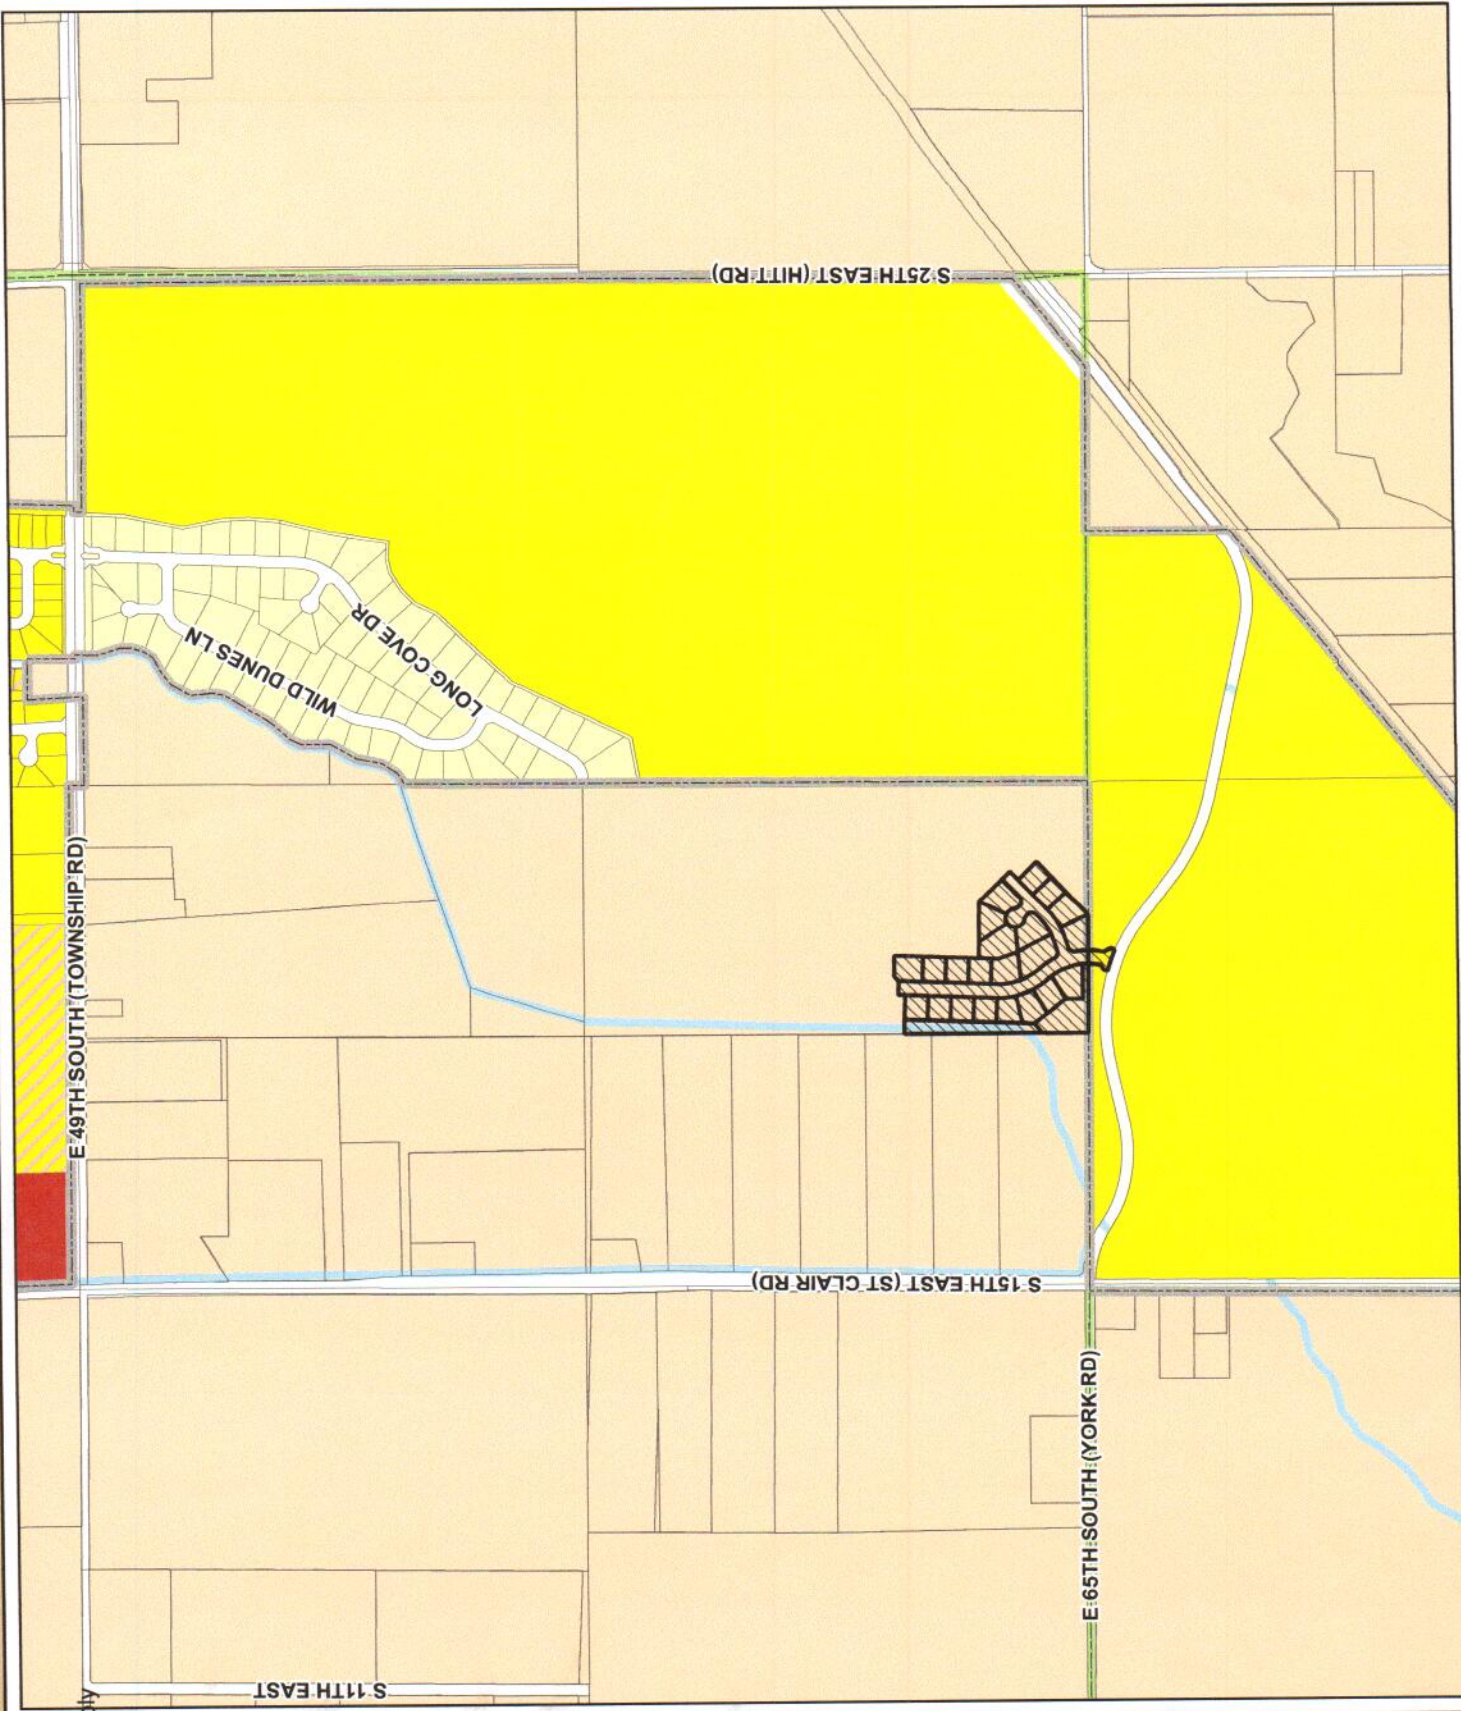 S 25TH EAST (HITT RD)
WILD DUNES LN
LONG COVE DR
E 49TH SOUTH (TOWNSHIP RD)
S 15TH EAST (ST CLAIR RD)
E 65TH SOUTH (YORK RD)
S 11TH EAST